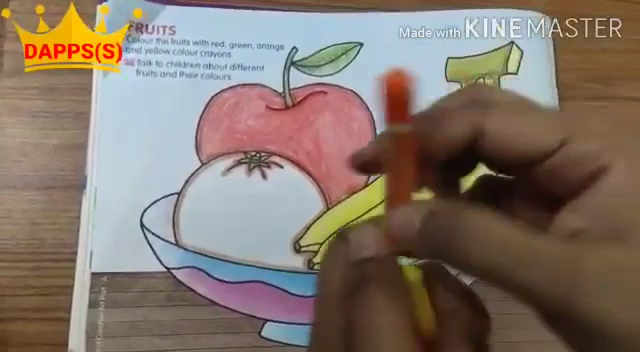 FRUITS
Colour this fruits with red, green, orange
and yellow colour crayons.
Talk to children about different
fruits and their colours.
DAPPS(S)
Made with KINEMASTER